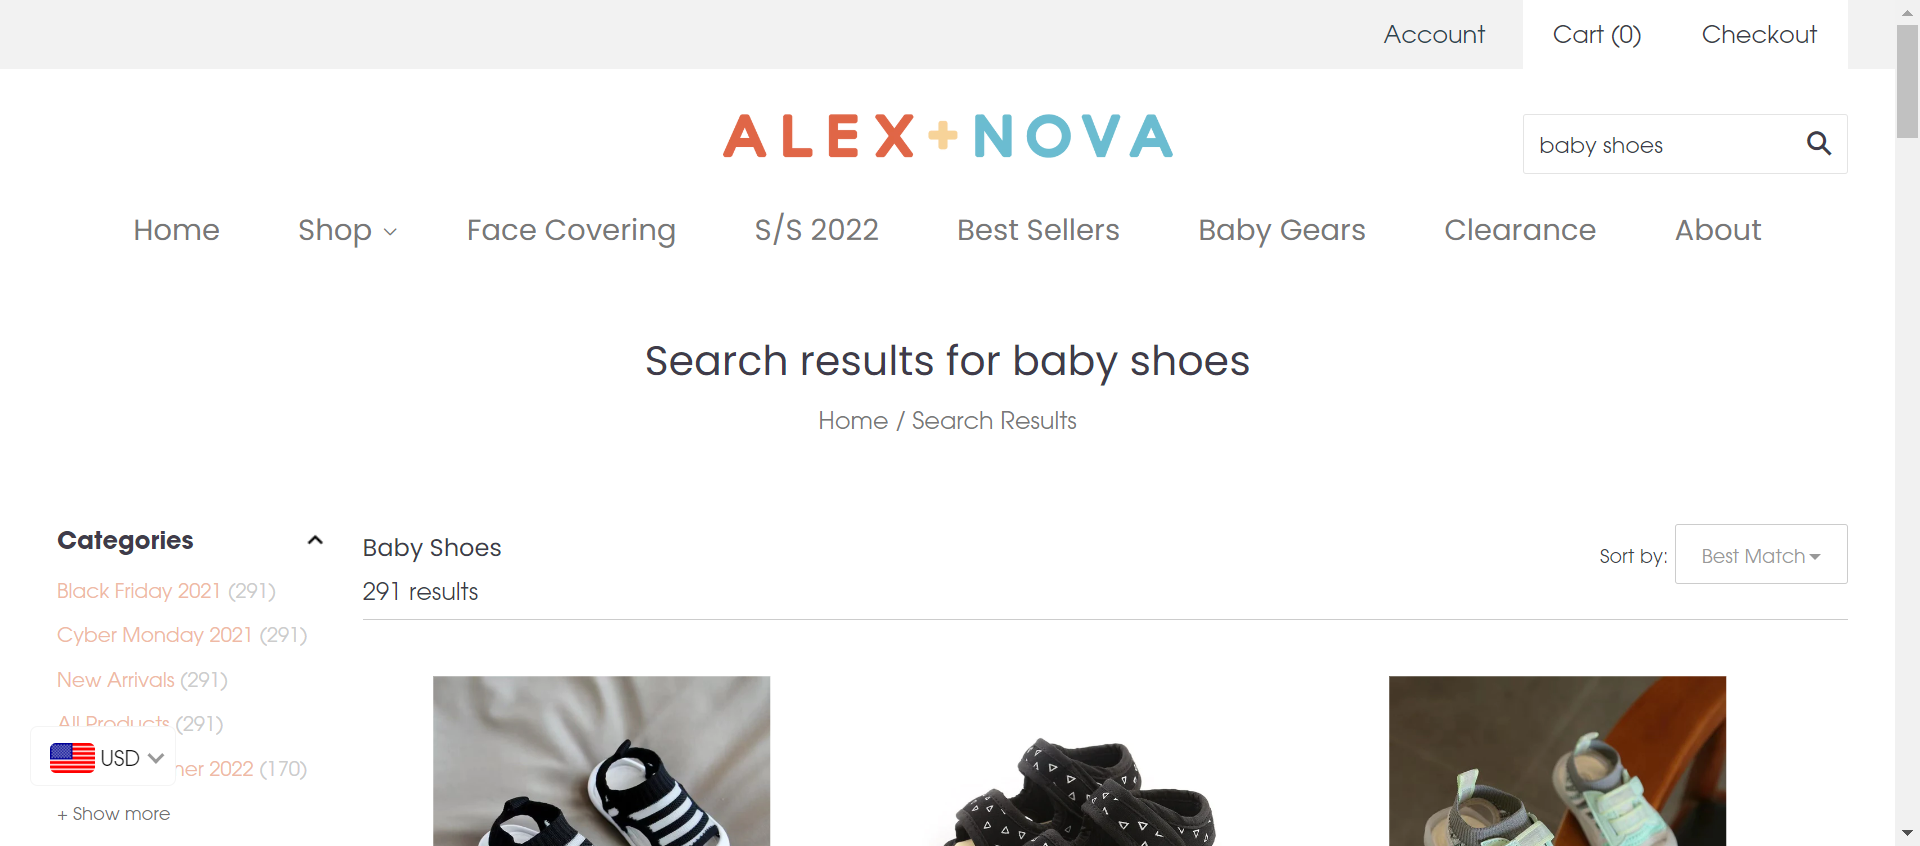 Account
Cart (0)
Checkout
ALEX+NOVA
baby shoes
Home
Shop
Face Covering
S/S 2022
Best Sellers
Baby Gears
Clearance
About
Search results for baby shoes
Home / Search Results
Categories
Black Friday 2021 (291)
Cyber Monday 2021 (291)
New Arrivals (291)
All Products (291)
2022 (170)
USD
+ Show more
Baby Shoes
291 results
Sort by:
Best Match